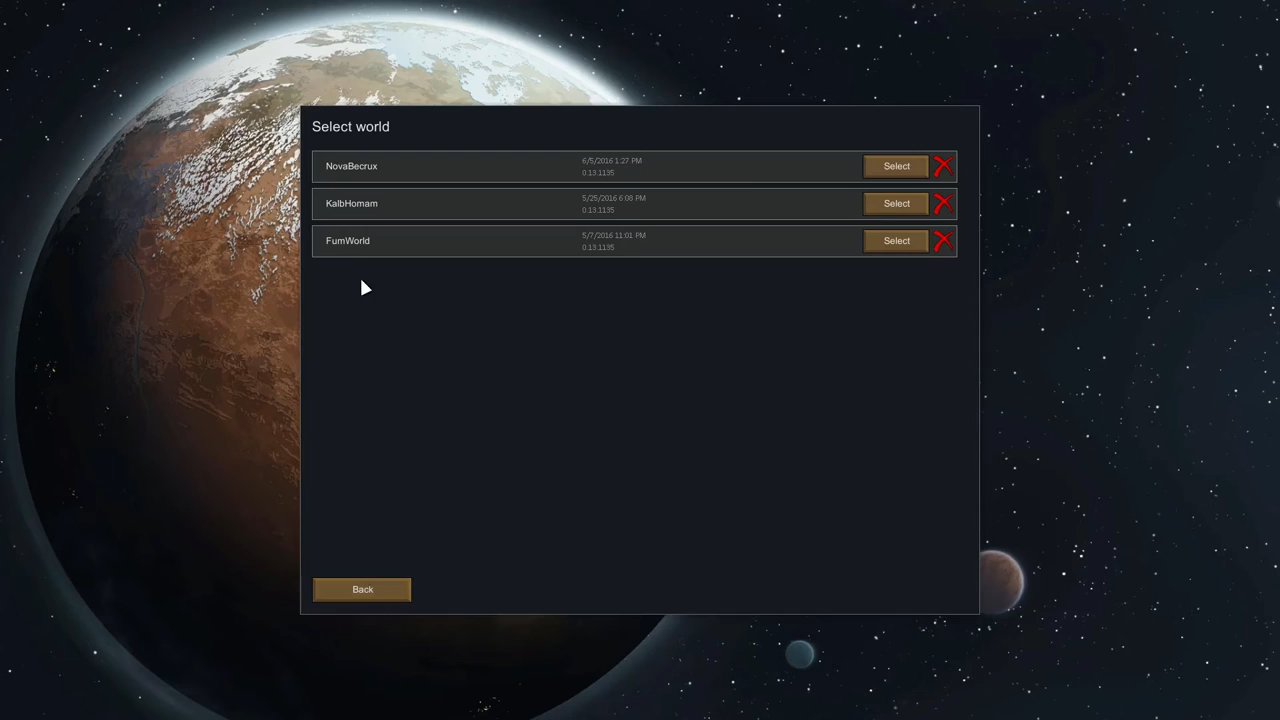 Select world
NovaBecrux
6/5/2016 1:27 PM
0.13.1135
Select
KalbHomam
5/25/2016 6:08 PM
0.13.1135
Select
FumWorld
5/7/2016 11:01 PM
0.13.1135
Select
Back